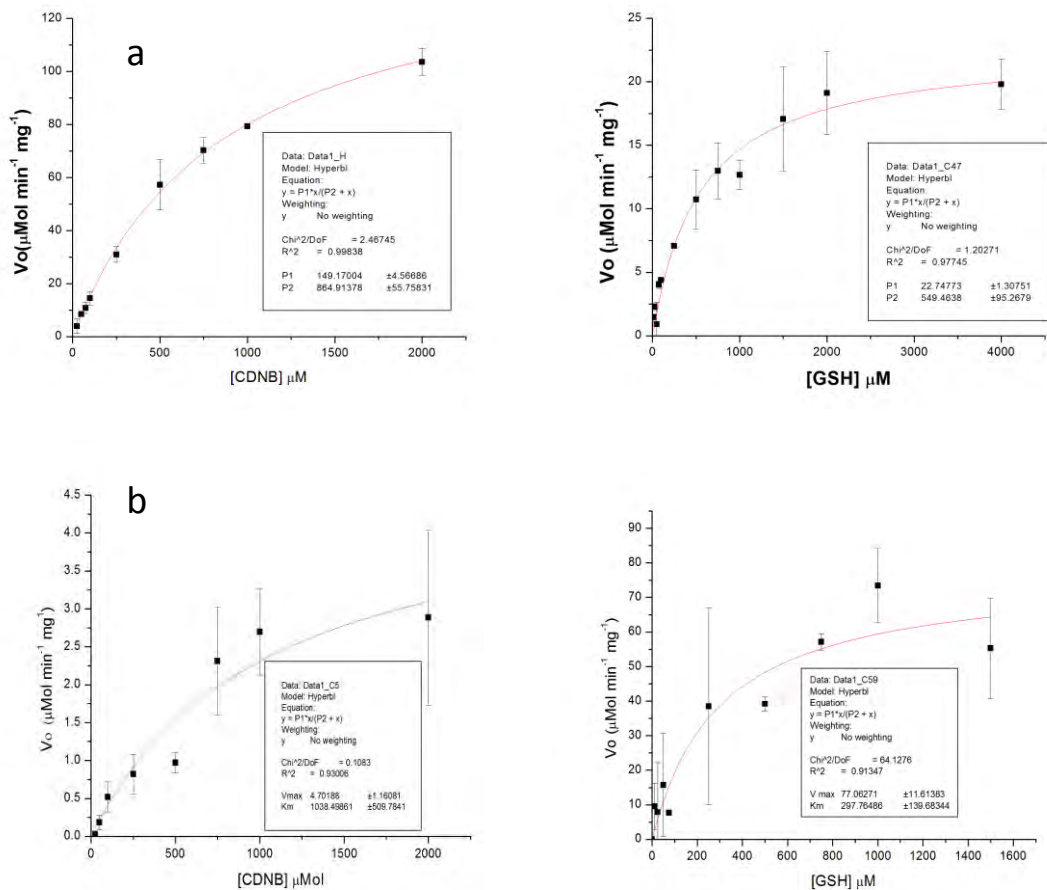 a
120
100
80
60
40
20
0
Vo(µMol min⁻¹ mg⁻¹)
0 500 1000 1500 2000
[CDNB] µM
Data: Data1_H
Model: Hyperbl
Equation:
y = P1*x/(P2 + x)
Weighting:
y No weighting
Chi^2/DoF = 2.46745
R^2 = 0.99838
P1 149.17004 ±4.56686
P2 864.91378 ±55.75831
25
20
15
10
5
0
Vo (µMol min⁻¹ mg⁻¹)
0 1000 2000 3000 4000
[GSH] µM
Data: Data1_C47
Model: Hyperbl
Equation:
y = P1*x/(P2 + x)
Weighting:
y No weighting
Chi^2/DoF = 1.20271
R^2 = 0.97745
P1 22.74773 ±1.30751
P2 549.4638 ±95.2679
b
4.5
4.0
3.5
3.0
2.5
2.0
1.5
1.0
0.5
0.0
Vo (µMol min⁻¹ mg¹)
0 500 1000 1500 2000
[CDNB] µMol
Data: Data1_C5
Model: Hyperbl
Equation:
y = P1*x/(P2 + x)
Weighting:
y No weighting
Chi^2/DoF = 0.1083
R^2 = 0.93006
Vmax 4.70186 ±1.16081
Km 1038.49861 ±509.7841
90
80
70
60
50
40
30
20
10
0
Vo (µMol min⁻¹ mg⁻¹)
0 200 400 600 800 1000 1200 1400 1600
[GSH] µM
Data: Data1_C59
Model: Hyperbl
Equation:
y = P1*x/(P2 + x)
Weighting:
y No weighting
Chi^2/DoF = 64.1276
R^2 = 0.91347
V max 77.06271 ±11.61383
Km 297.76486 ±139.68344